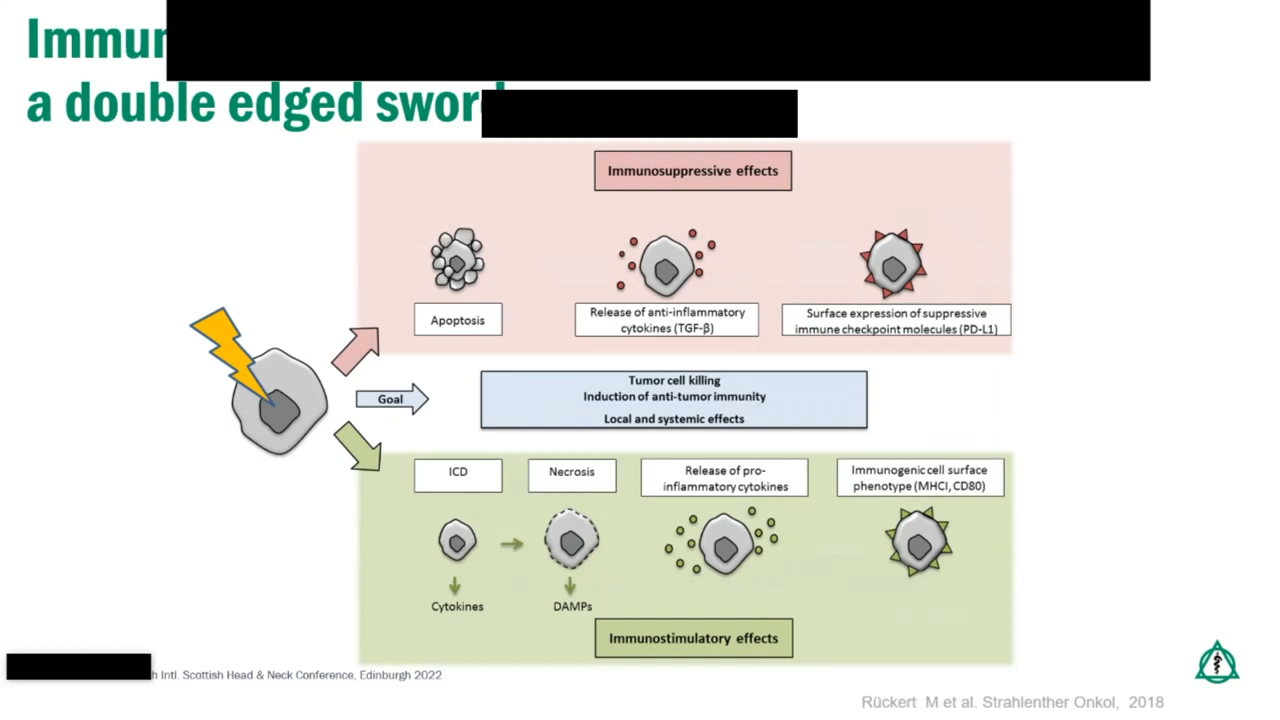 a double edged
Immunosuppressive effects
Apoptosis
Release of anti-inflammatory
cytokines (TGF-β)
Surface expression of suppressive
immune checkpoint molecules (PD-L1)
Goal
Tumor cell killing
Induction of anti-tumor immunity
Local and systemic effects
ICD
Necrosis
Release of pro-
inflammatory cytokines
Immunogenic cell surface
phenotype (MHCI, CD80)
Cytokines
DAMPs
Immunostimulatory effects
Intl. Scottish Head & Neck Conference, Edinburgh 2022
Rückert M et al. Strahlenther Onkol, 2018